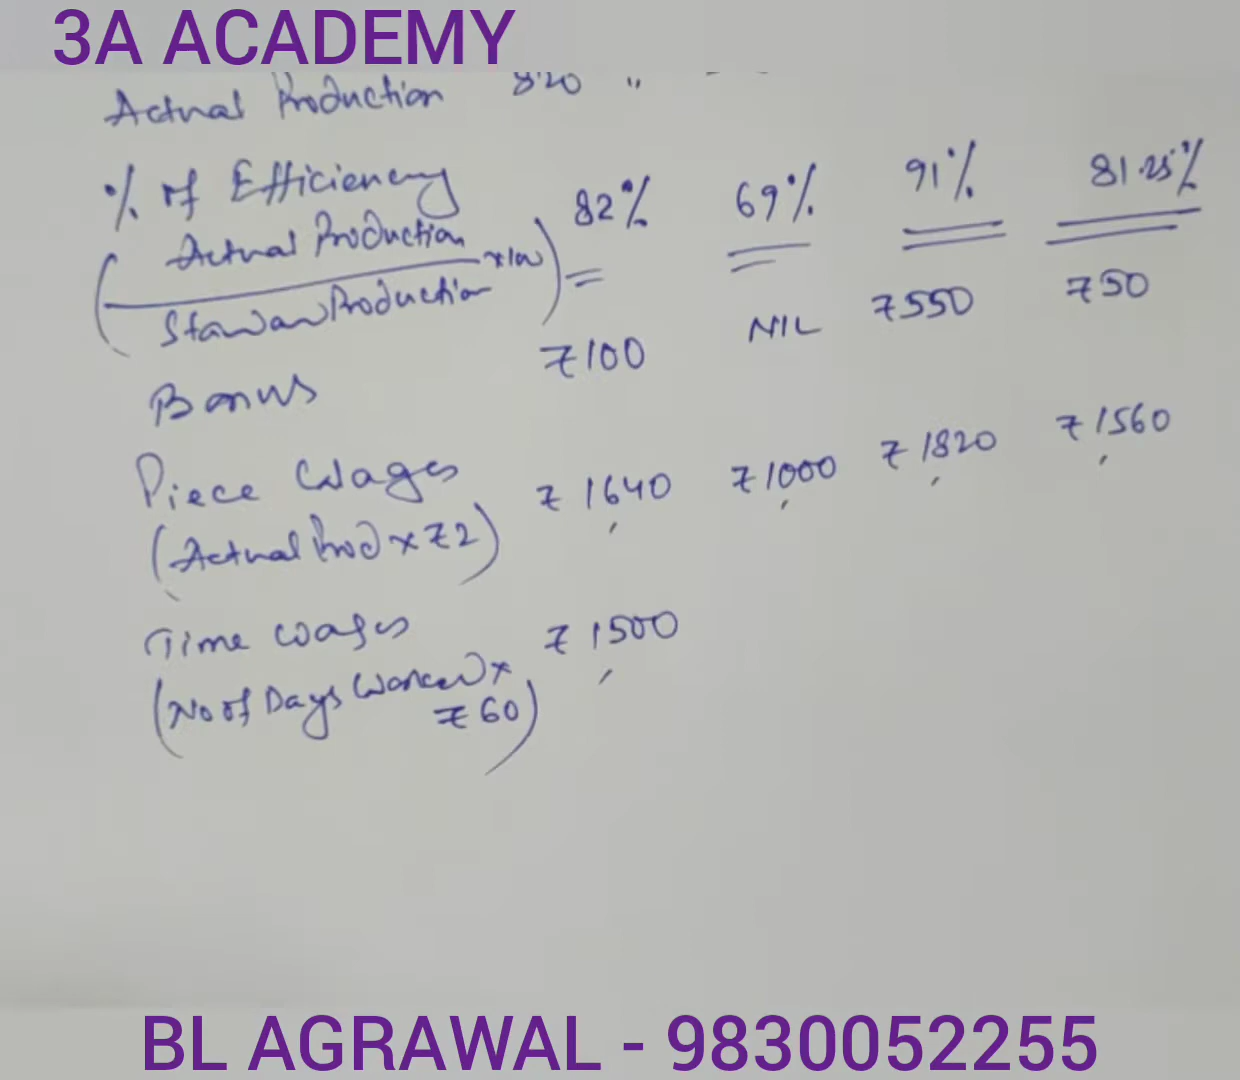 3A ACADEMY
Actual Production 820 "
% of Efficiency 82% 69% 91% 81.25%
(Actual Production x100
Standard Production)
Bonus ₹100 NIL ₹550 ₹50
Piece Wages ₹1640 ₹1000 ₹1820 ₹1560
(Actual Prod x ₹2)
Time Wages ₹1500
(No of Days Worked x
₹60)
BL AGRAWAL - 9830052255